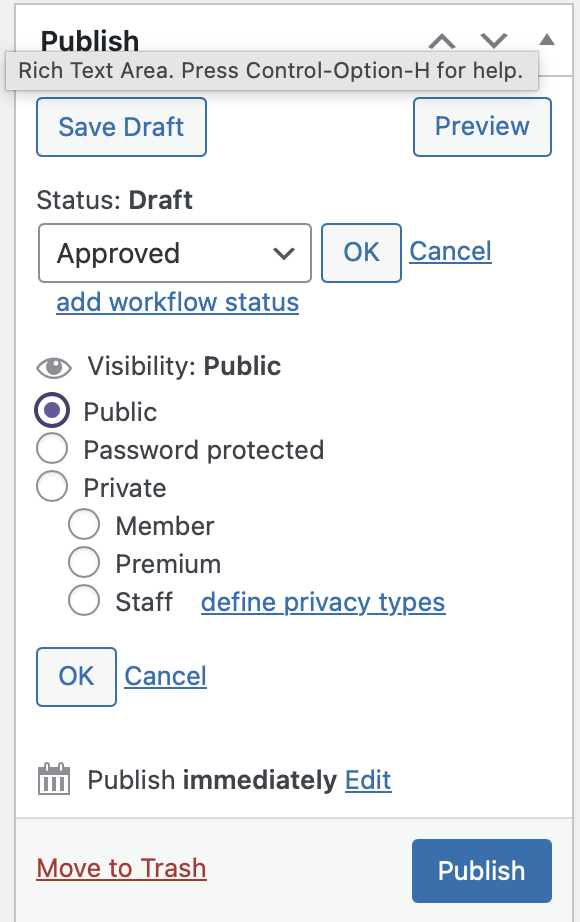 Publish
Rich Text Area. Press Control-Option-H for help.
Save Draft Preview
Status: Draft
Approved OK Cancel
add workflow status
Visibility: Public
Public
Password protected
Private
Member
Premium
Staff define privacy types
OK Cancel
Publish immediately Edit
Move to Trash Publish